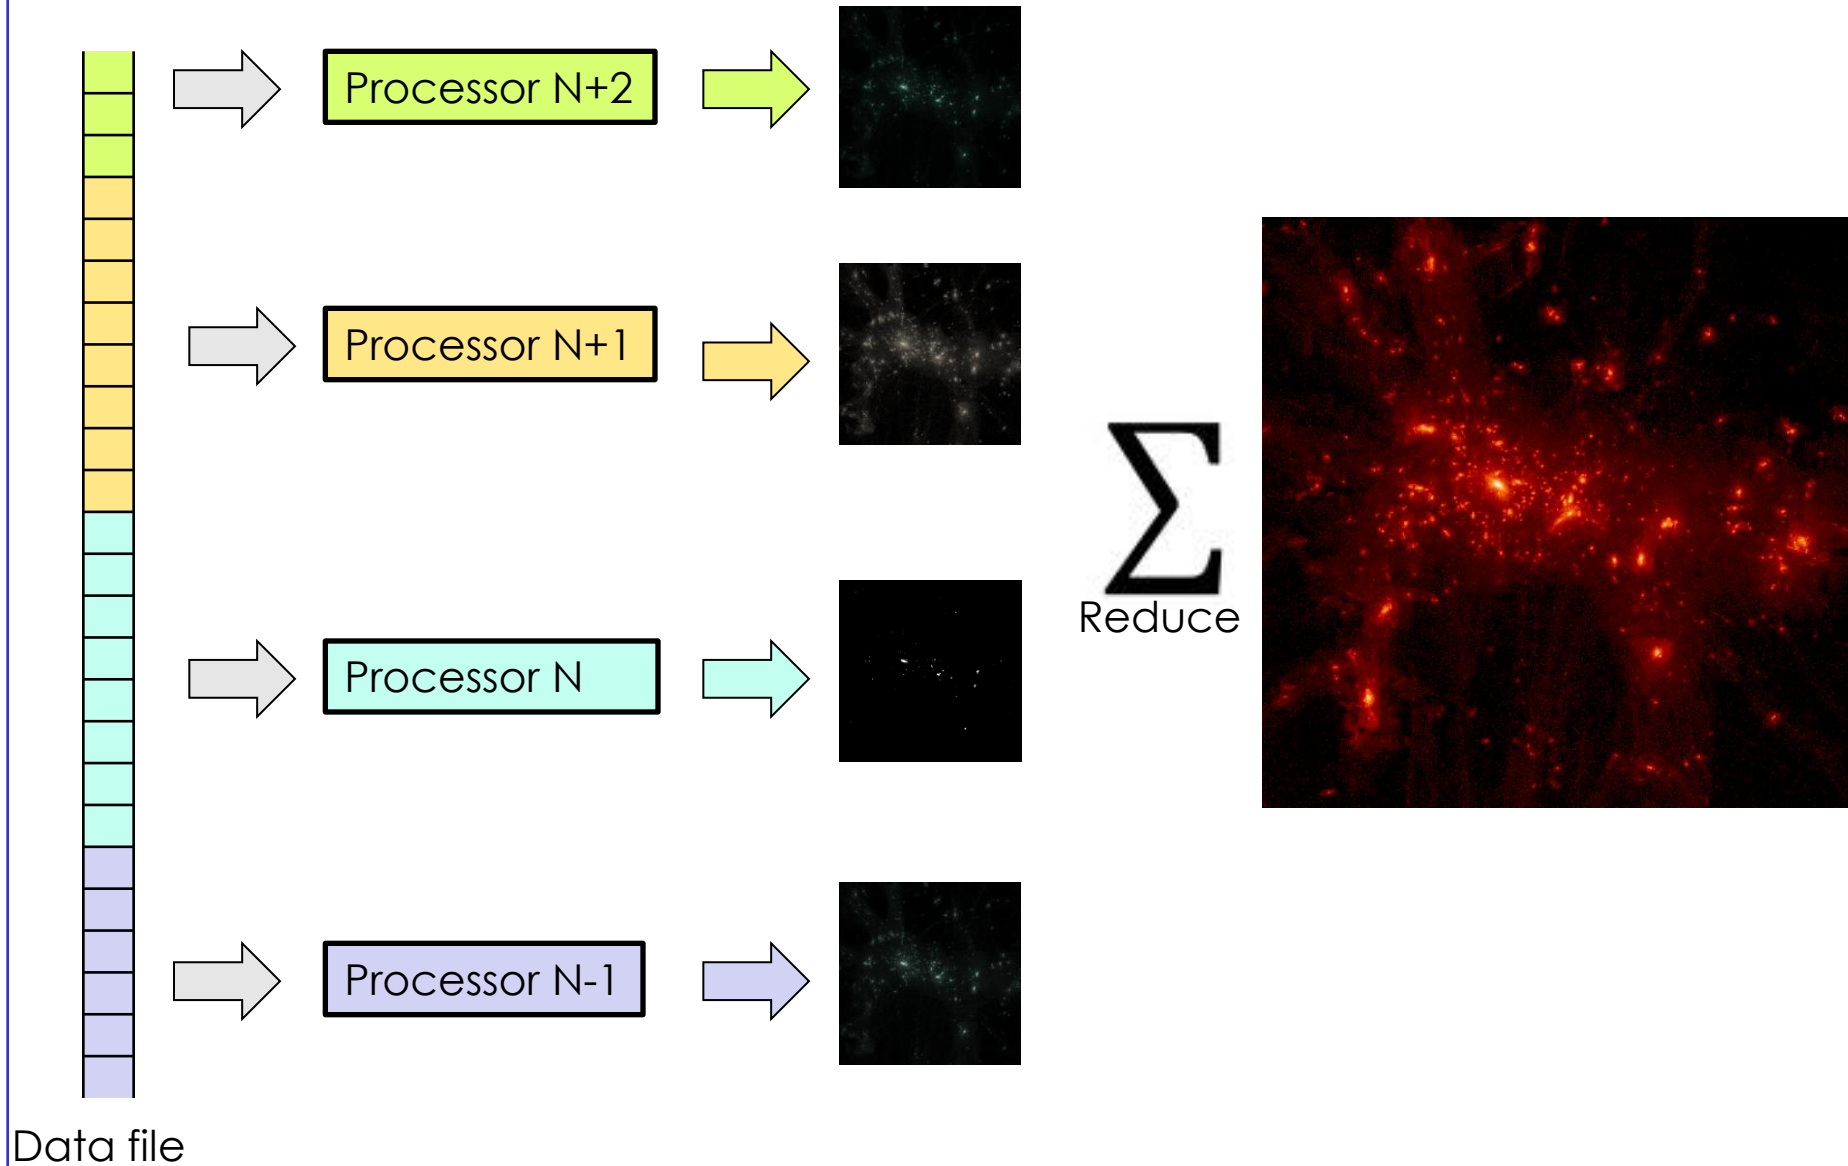 Processor N+2
Processor N+1
Processor N
Processor N-1
Σ
Reduce
Data file